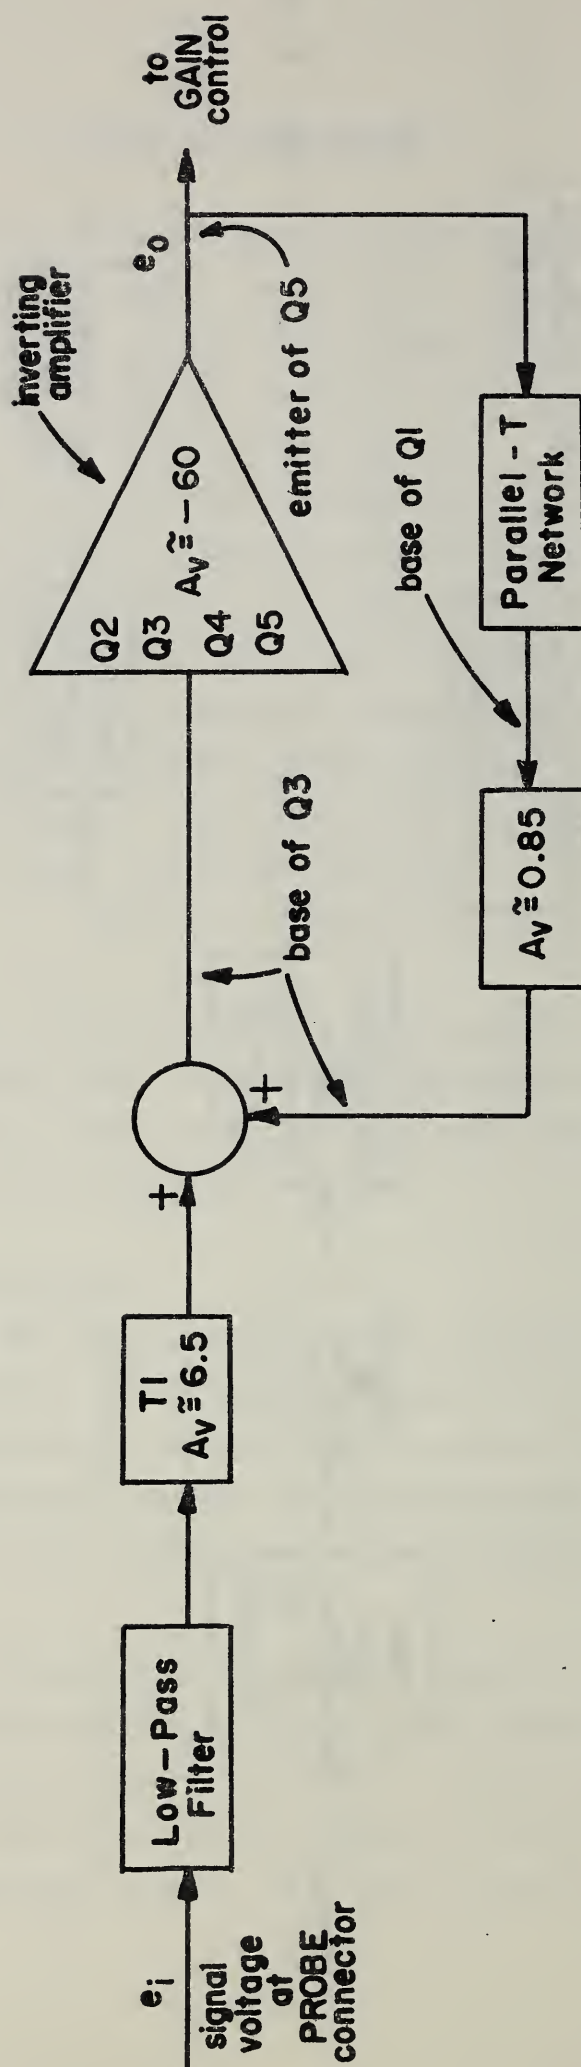 e_i
signal
voltage
at
PROBE
connector
Low-Pass
Filter
T1
A_V ≅ 6.5
+
+
base of Q3
Q2
Q3
Q4
Q5
A_V ≅ -60
inverting
amplifier
e_o
to
GAIN
control
emitter of Q5
Parallel-T
Network
base of Q1
A_V ≅ 0.85